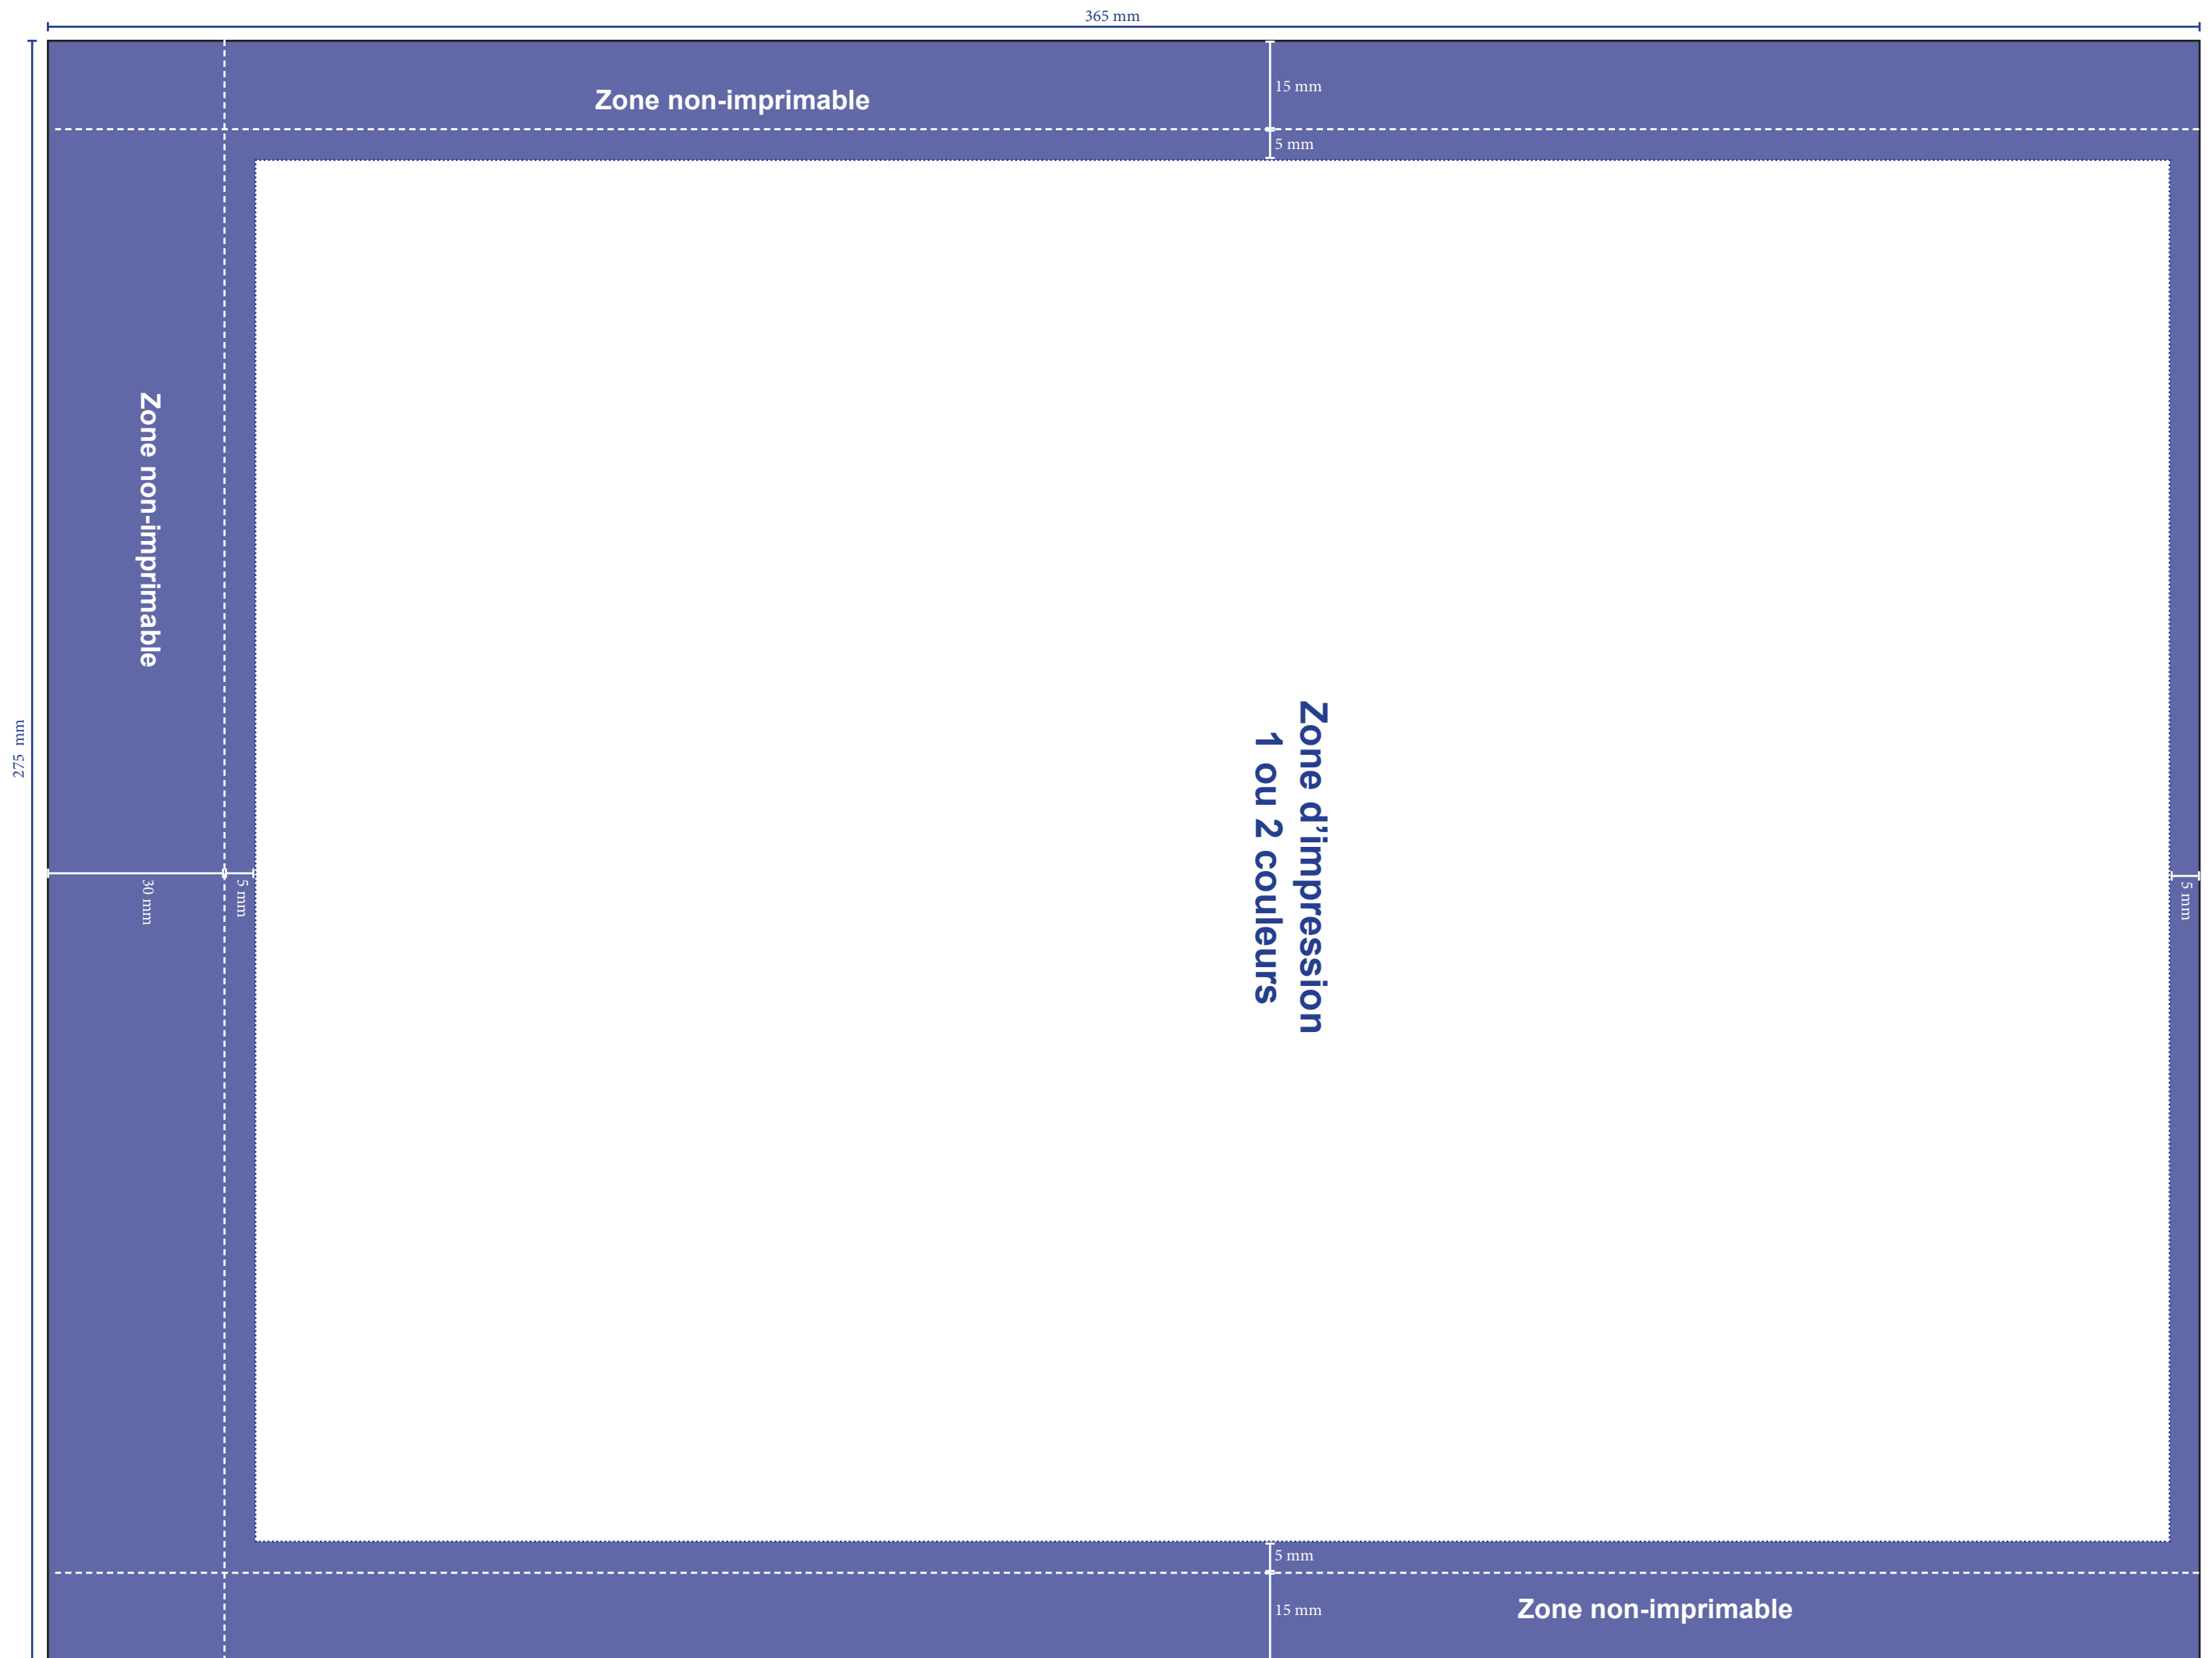 365 mm
Zone non-imprimable
15 mm
5 mm
Zone non-imprimable
275 mm
Zone d’impression
1 ou 2 couleurs
30 mm
5 mm
5 mm
5 mm
15 mm
Zone non-imprimable